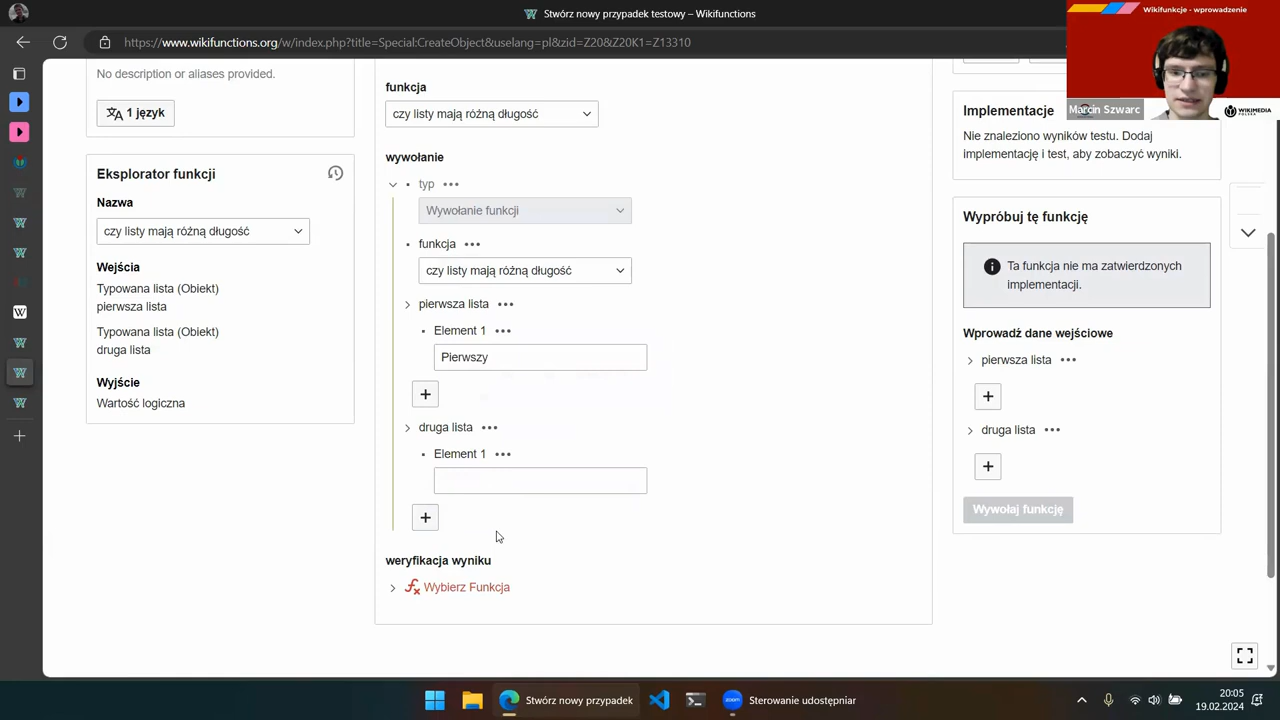 Stwórz nowy przypadek testowy – Wikifunctions
https://www.wikifunctions.org/w/index.php?title=Special:CreateObject&uselang=pl&zid=Z20&Z20K1=Z13310
Wikifunkcje - wprowadzenie
Marcin Szwarc
WIKIMEDIA
POLSKA
No description or aliases provided.
1 język
Eksplorator funkcji
Nazwa
czy listy mają różną długość
Wejścia
Typowana lista (Obiekt)
pierwsza lista
Typowana lista (Obiekt)
druga lista
Wyjście
Wartość logiczna
funkcja
czy listy mają różną długość
wywołanie
typ
Wywołanie funkcji
funkcja
czy listy mają różną długość
pierwsza lista
Element 1
Pierwszy
+
druga lista
Element 1
+
weryfikacja wyniku
Wybierz Funkcja
Implementacje
Nie znaleziono wyników testu. Dodaj
implementację i test, aby zobaczyć wyniki.
Wypróbuj tę funkcję
Ta funkcja nie ma zatwierdzonych
implementacji.
Wprowadź dane wejściowe
pierwsza lista
+
druga lista
+
Wywołaj funkcję
Stwórz nowy przypadek
zoom
Sterowanie udostępniar
20:05
19.02.2024